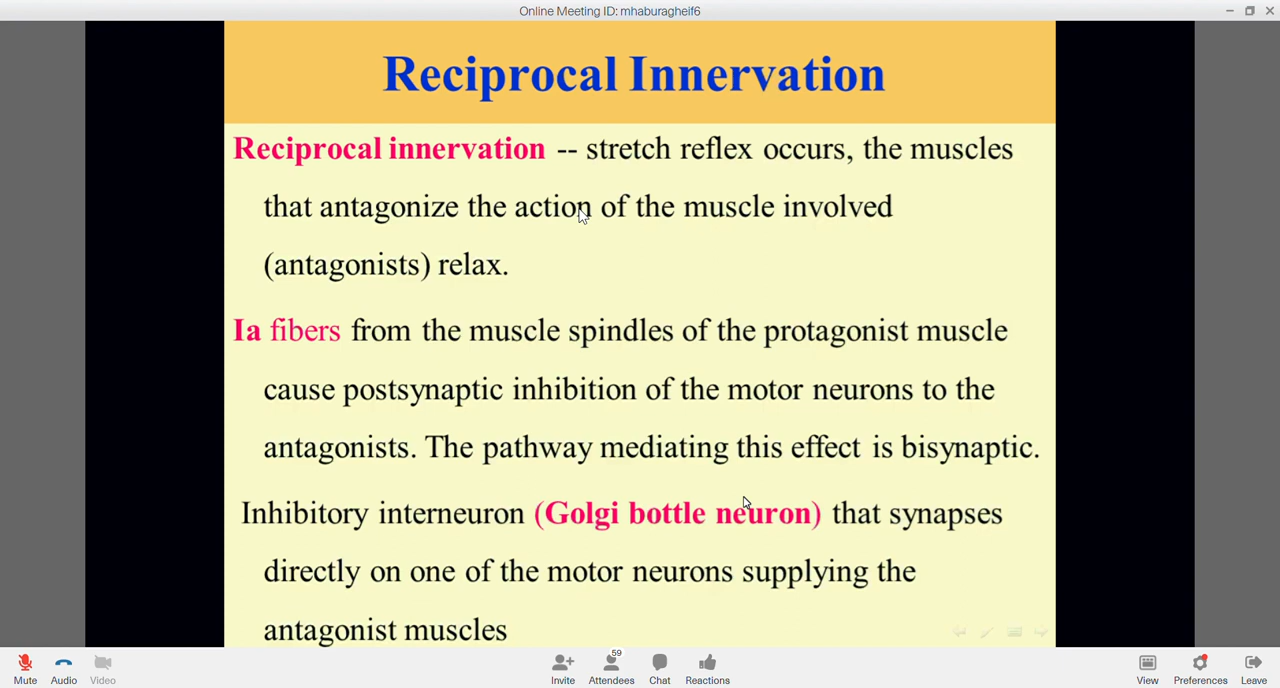 Online Meeting ID: mhaburagheif6
Reciprocal Innervation
Reciprocal innervation -- stretch reflex occurs, the muscles
that antagonize the action of the muscle involved
(antagonists) relax.
Ia fibers from the muscle spindles of the protagonist muscle
cause postsynaptic inhibition of the motor neurons to the
antagonists. The pathway mediating this effect is bisynaptic.
Inhibitory interneuron (Golgi bottle neuron) that synapses
directly on one of the motor neurons supplying the
antagonist muscles
59
Mute Audio Video Invite Attendees Chat Reactions View Preferences Leave